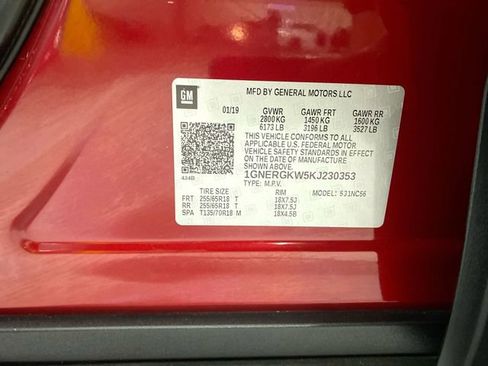 GM
MFD BY GENERAL MOTORS LLC
01/19 GVWR GAWR FRT GAWR RR
2800 KG 1450 KG 1600 KG
6173 LB 3196 LB 3527 LB
THIS VEHICLE CONFORMS TO ALL
APPLICABLE U.S. FEDERAL MOTOR
VEHICLE SAFETY STANDARDS
VEHICLE SAFETY STANDARDS IN EFFECT
ON THE DATE OF MANUFACTURE
SHOWN ABOVE.
1GNERGKW5KJ230353
TYPE: M.P.V. MODEL: 531NC56
TIRE SIZE RIM
FRT 255/65R18 T 18X7.5J
RR 255/65R18 T 18X7.5J
SPA T135/70R18 M 18X4.5B